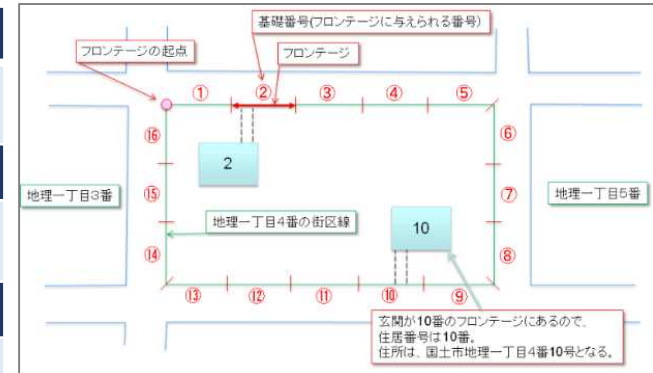 基礎番号(フロンテージに与えられる番号)
フロンテージの起点
フロンテージ
①
②
③
④
⑤
⑯
⑥
2
地理一丁目3番
⑮
⑦
地理一丁目5番
地理一丁目4番の街区線
10
⑭
⑧
⑬
⑫
⑪
⑩
⑨
玄関が10番のフロンテージにあるので、
住居番号は10番。
住所は、国土市地理一丁目4番10号となる。